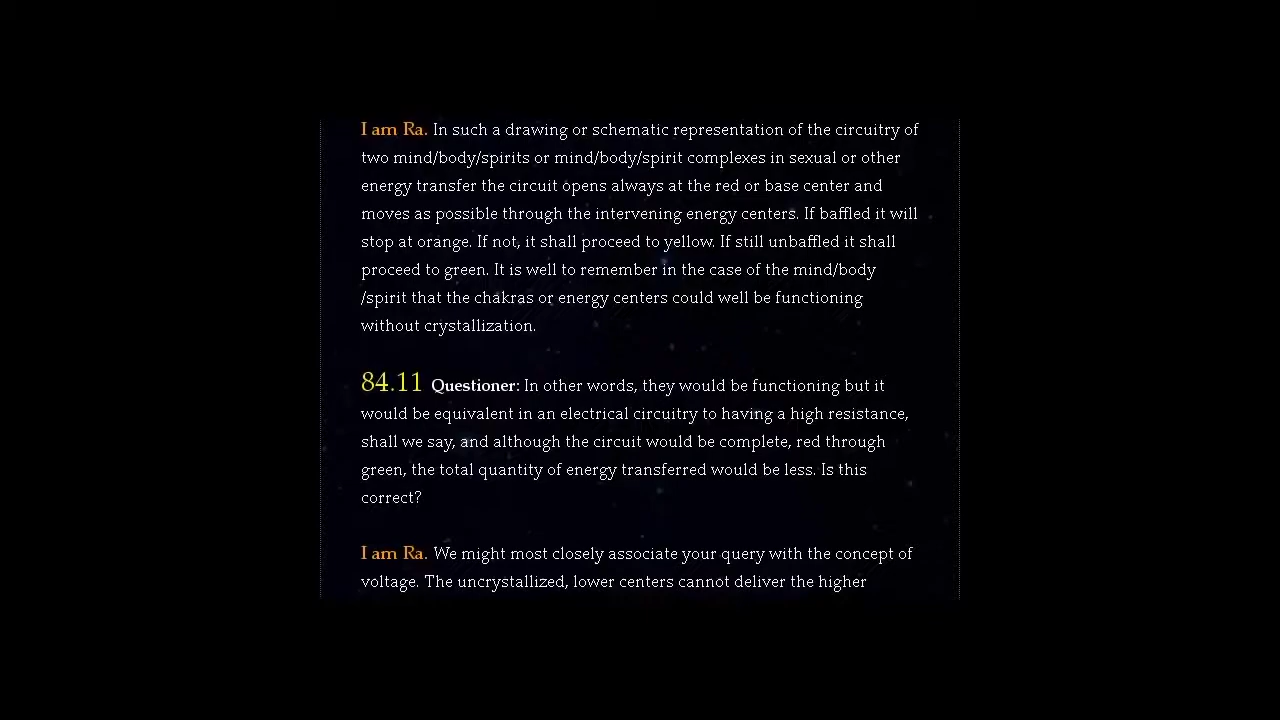 I am Ra. In such a drawing or schematic representation of the circuitry of
two mind/body/spirits or mind/body/spirit complexes in sexual or other
energy transfer the circuit opens always at the red or base center and
moves as possible through the intervening energy centers. If baffled it will
stop at orange. If not, it shall proceed to yellow. If still unbaffled it shall
proceed to green. It is well to remember in the case of the mind/body
/spirit that the chakras or energy centers could well be functioning
without crystallization.
84.11 Questioner: In other words, they would be functioning but it
would be equivalent in an electrical circuitry to having a high resistance,
shall we say, and although the circuit would be complete, red through
green, the total quantity of energy transferred would be less. Is this
correct?
I am Ra. We might most closely associate your query with the concept of
voltage. The uncrystallized, lower centers cannot deliver the higher